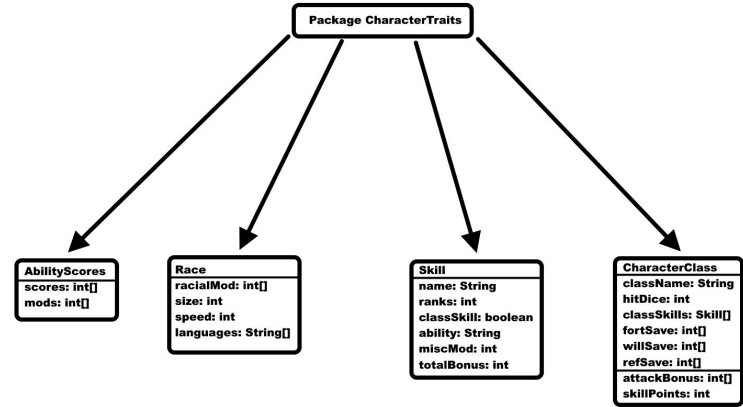 Package CharacterTraits
AbilityScores
scores: int[]
mods: int[]
Race
racialMod: int[]
size: int
speed: int
languages: String[]
Skill
name: String
ranks: int
classSkill: boolean
ability: String
miscMod: int
totalBonus: int
CharacterClass
className: String
hitDice: int
classSkills: Skill[]
fortSave: int[]
willSave: int[]
refSave: int[]
attackBonus: int[]
skillPoints: int